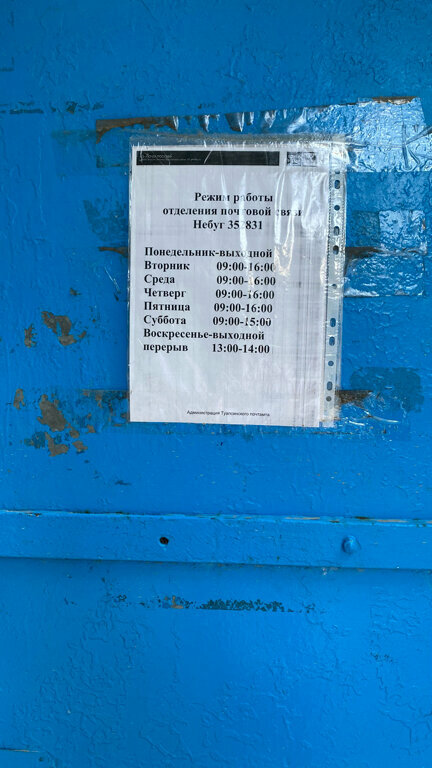 Режим работы
отделения почтовой связи
Небуг 352831
Понедельник-выходной
Вторник 09:00-16:00
Среда 09:00-16:00
Четверг 09:00-16:00
Пятница 09:00-16:00
Суббота 09:00-15:00
Воскресенье-выходной
перерыв 13:00-14:00
Администрация Туапсинского почтамта